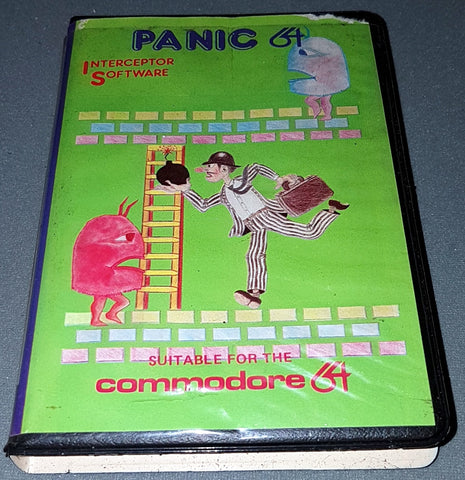 PANIC 64
INTERCEPTOR
SOFTWARE
SUITABLE FOR THE
commodore 64